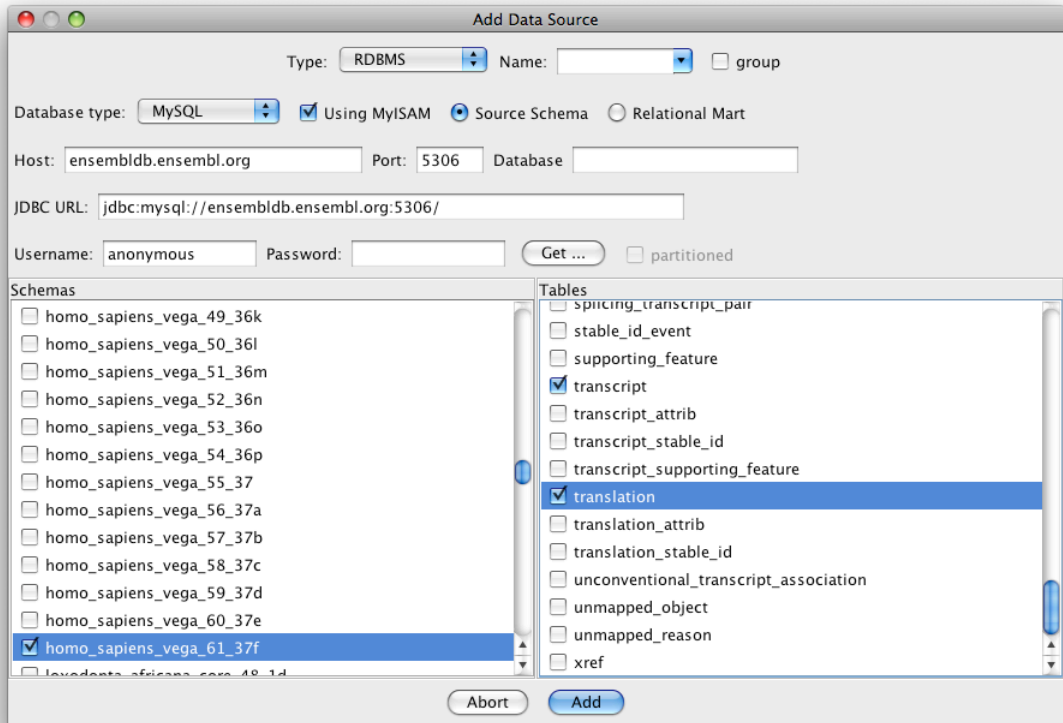 Add Data Source
Type: RDBMS Name: group
Database type: MySQL Using MyISAM Source Schema Relational Mart
Host: ensembldb.ensembl.org Port: 5306 Database
JDBC URL: jdbc:mysql://ensembldb.ensembl.org:5306/
Username: anonymous Password: Get ... partitioned
Schemas
homo_sapiens_vega_49_36k
homo_sapiens_vega_50_36l
homo_sapiens_vega_51_36m
homo_sapiens_vega_52_36n
homo_sapiens_vega_53_36o
homo_sapiens_vega_54_36p
homo_sapiens_vega_55_37
homo_sapiens_vega_56_37a
homo_sapiens_vega_57_37b
homo_sapiens_vega_58_37c
homo_sapiens_vega_59_37d
homo_sapiens_vega_60_37e
homo_sapiens_vega_61_37f
loxodonta_africana_core_48_1d
Tables
splicing_transcript_pair
stable_id_event
supporting_feature
transcript
transcript_attrib
transcript_stable_id
transcript_supporting_feature
translation
translation_attrib
translation_stable_id
unconventional_transcript_association
unmapped_object
unmapped_reason
xref
Abort Add